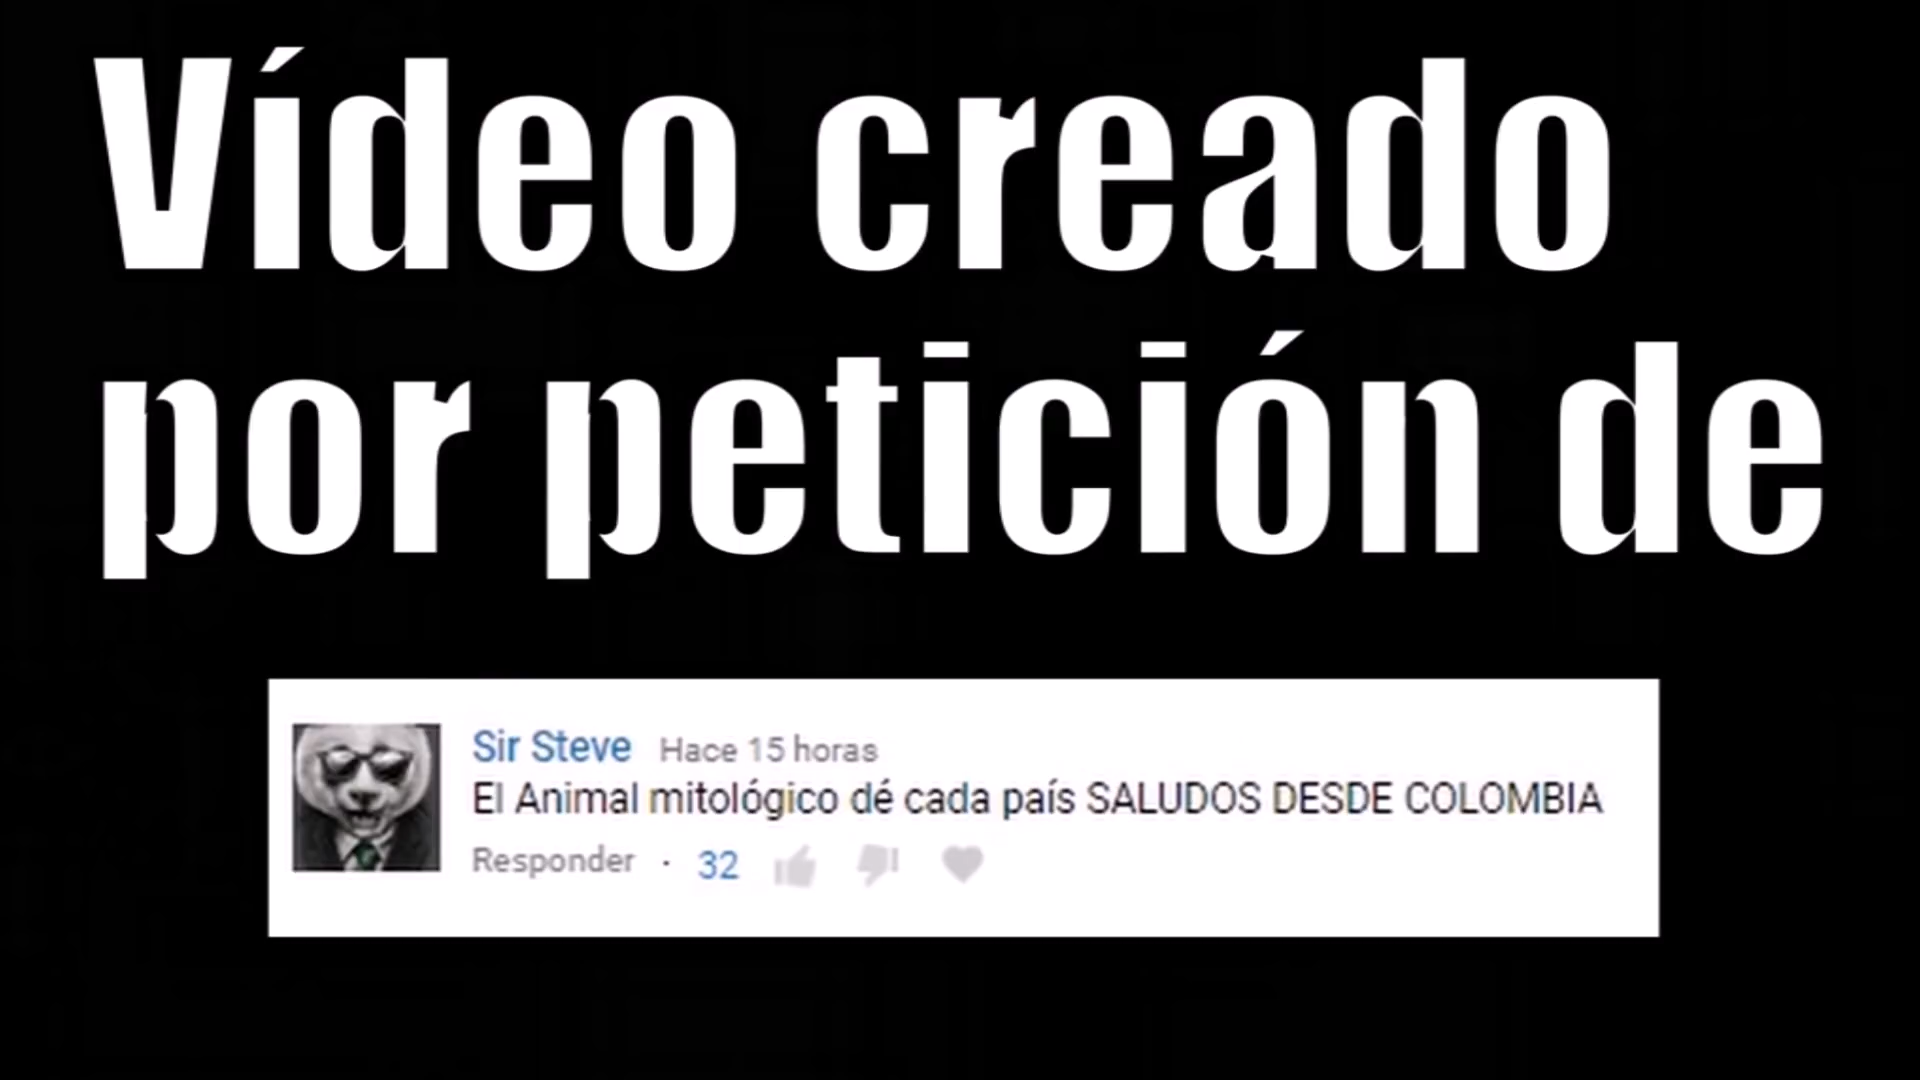 Vídeo creado
por petición de
Sir Steve Hace 15 horas
El Animal mitológico dé cada país SALUDOS DESDE COLOMBIA
Responder · 32